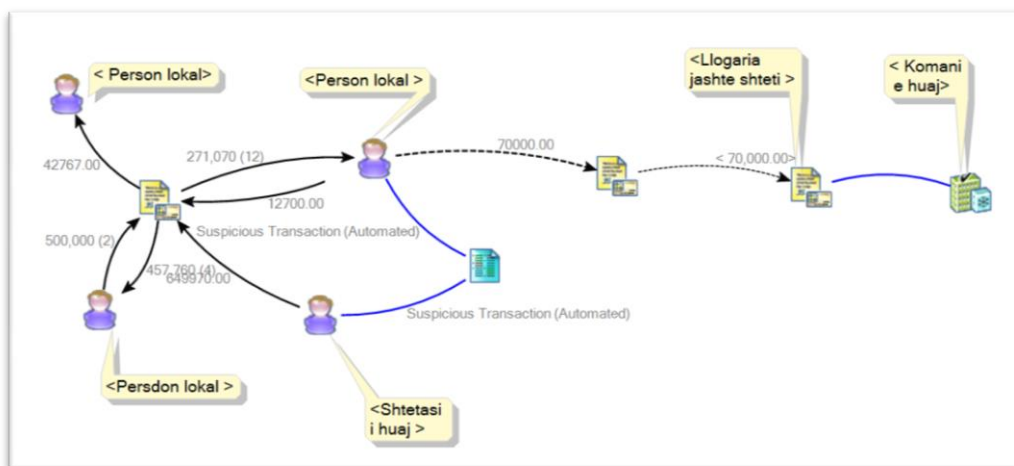 < Person lokal>
<Person lokal >
<Llogaria
jashte shteti >
< Komani
e huaj>
42767.00
271,070 (12)
70000.00
< 70,000.00>
12700.00
Suspicious Transaction (Automated)
500,000 (2)
457,760 (4)
649970.00
Suspicious Transaction (Automated)
<Persdon lokal >
<Shtetasi
i huaj >